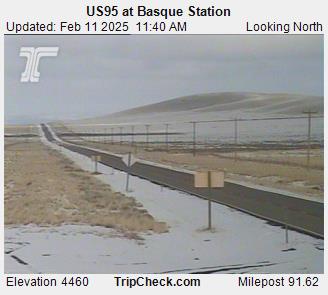 US95 at Basque Station
Updated: Feb 11 2025 11:40 AM Looking North
Elevation 4460 TripCheck.com Milepost 91.62